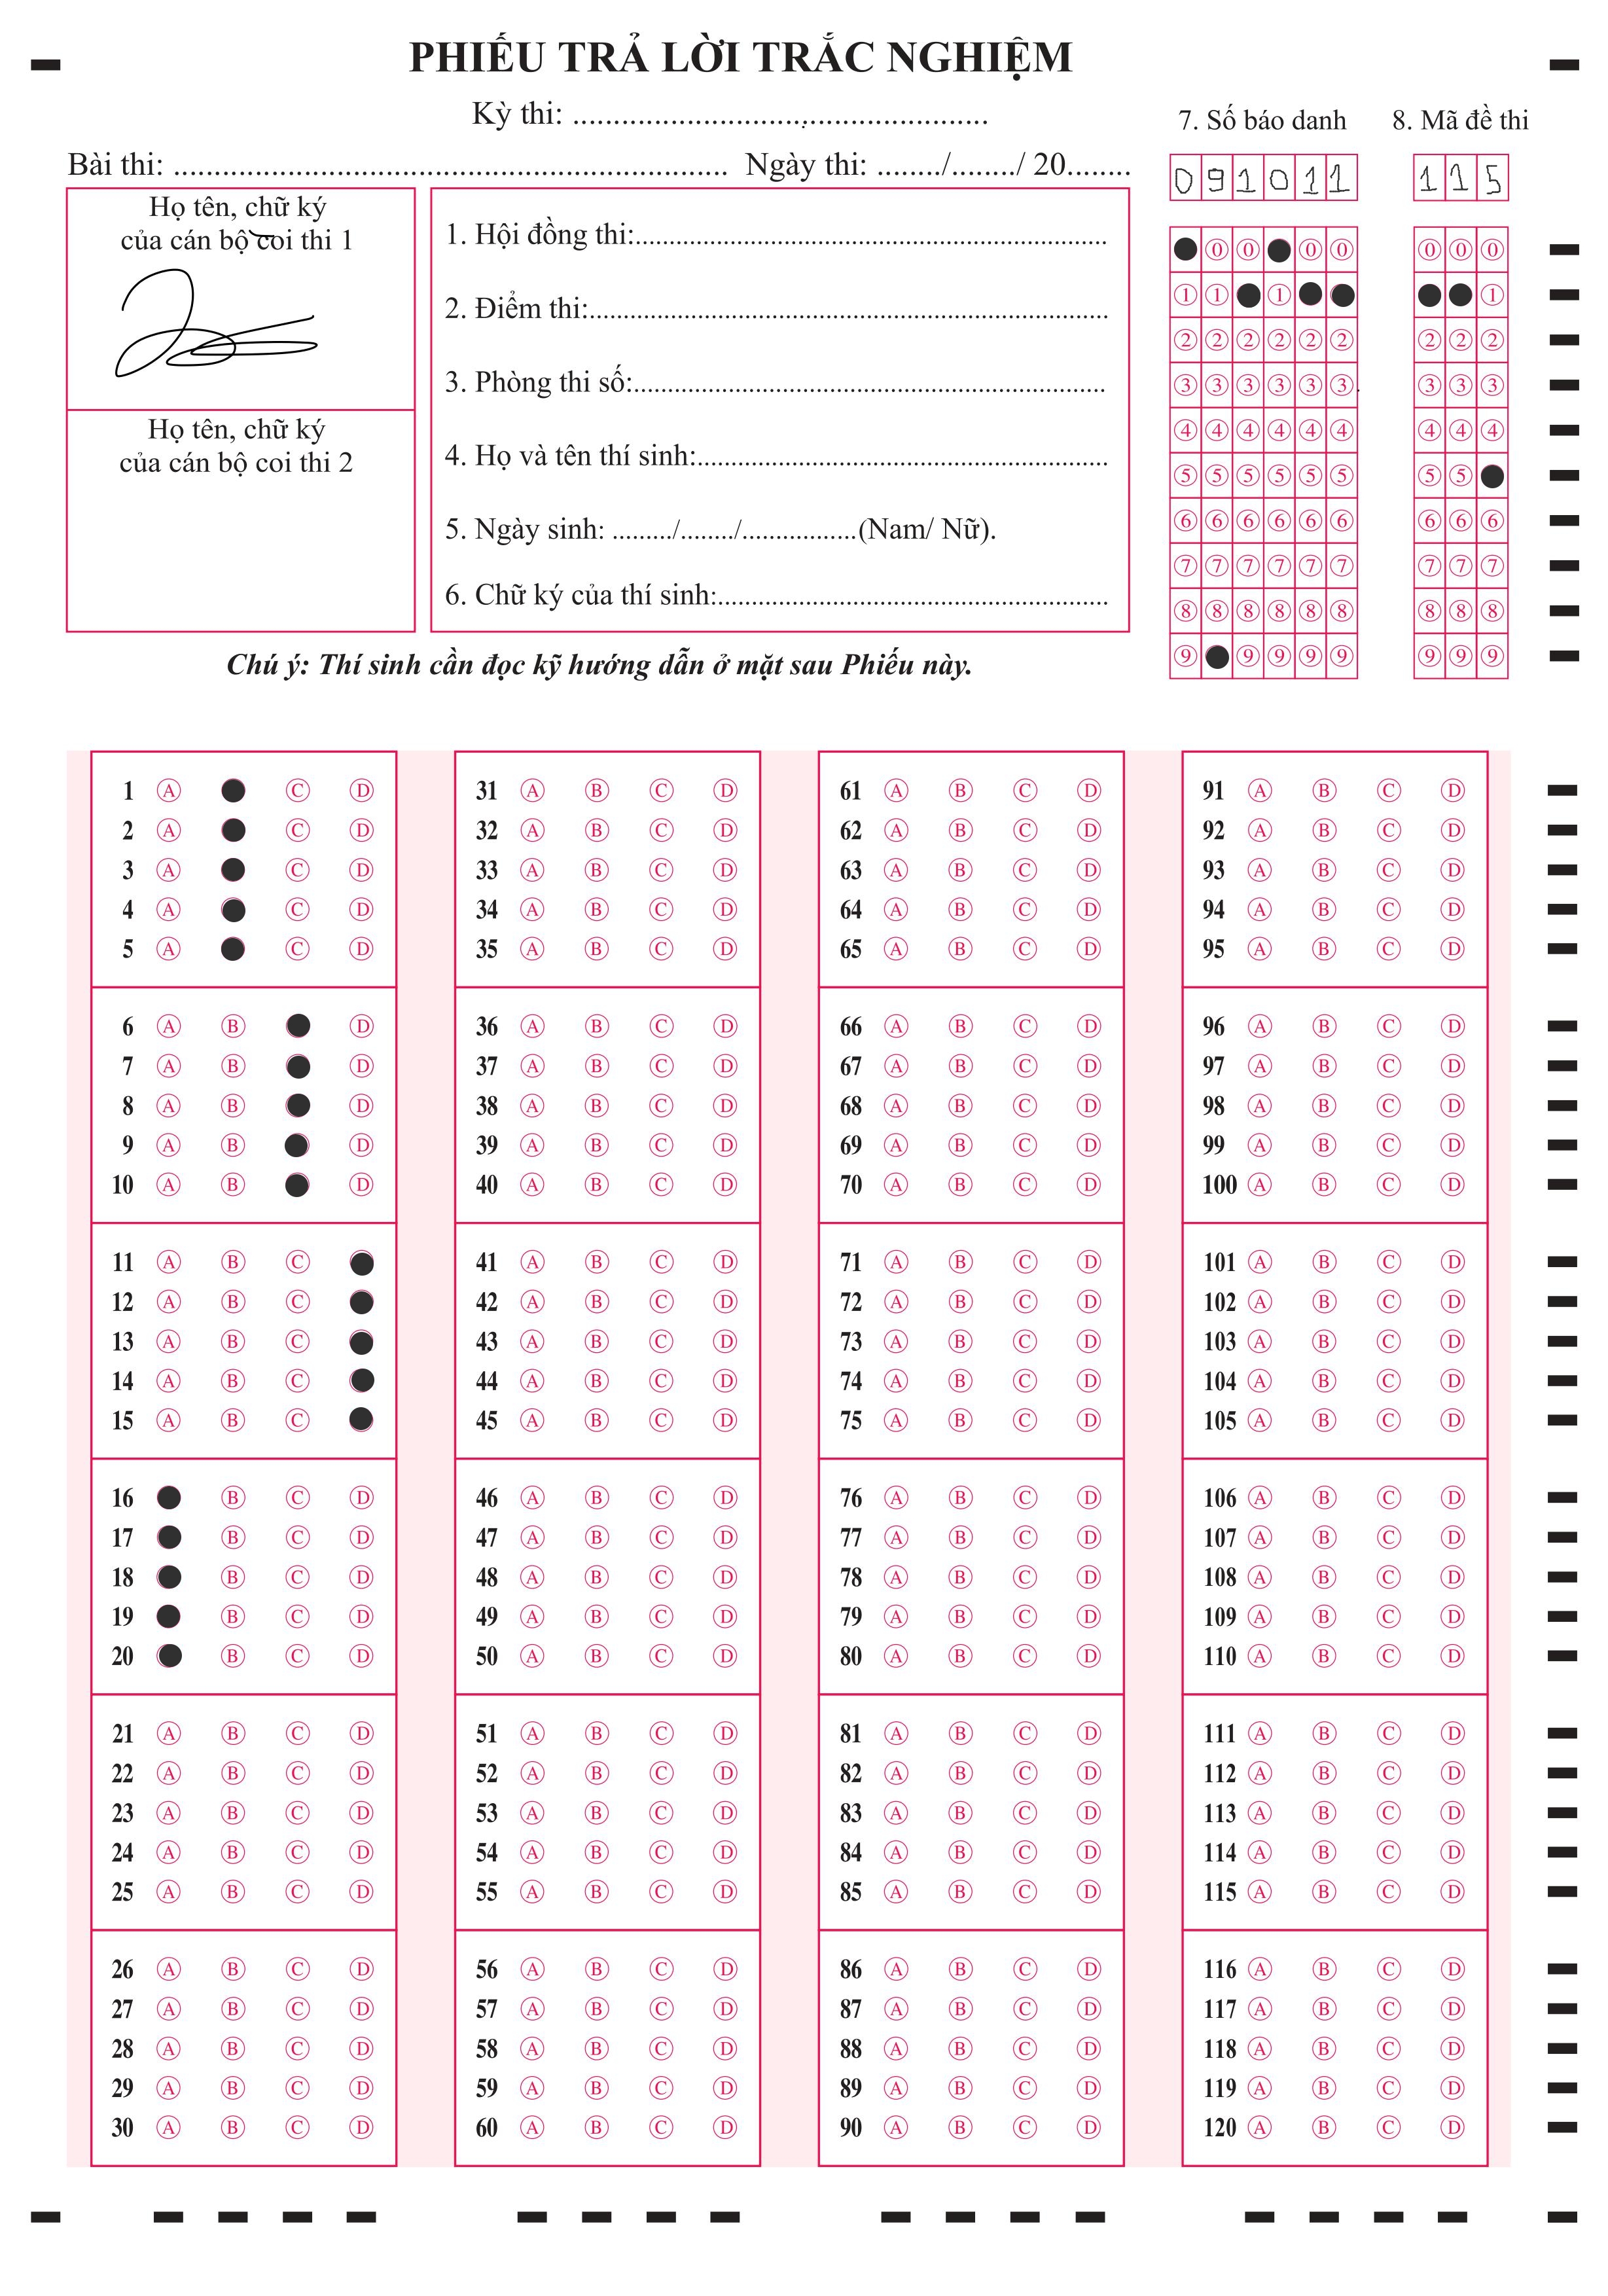 PHIẾU TRẢ LỜI TRẮC NGHIỆM
Kỳ thi: ...................................................
Bài thi: .................................................................... Ngày thi: ......../......../ 20........
7. Số báo danh
8. Mã đề thi
091011
115
Họ tên, chữ ký
của cán bộ coi thi 1
Họ tên, chữ ký
của cán bộ coi thi 2
1. Hội đồng thi:......................................................................
2. Điểm thi:.............................................................................
3. Phòng thi số:......................................................................
4. Họ và tên thí sinh:.............................................................
5. Ngày sinh: ........./......../.................(Nam/ Nữ).
6. Chữ ký của thí sinh:..........................................................
0 0 0 0
1 1 1
2 2 2 2 2 2
3 3 3 3 3 3
4 4 4 4 4 4
5 5 5 5 5 5
6 6 6 6 6 6
7 7 7 7 7 7
8 8 8 8 8 8
9 9 9 9 9
0 0 0
1
2 2 2
3 3 3
4 4 4
5 5
6 6 6
7 7 7
8 8 8
9 9 9
Chú ý: Thí sinh cần đọc kỹ hướng dẫn ở mặt sau Phiếu này.
1 A C D
2 A C D
3 A C D
4 A C D
5 A C D
6 A B D
7 A B D
8 A B D
9 A B D
10 A B D
11 A B C
12 A B C
13 A B C
14 A B C
15 A B C
16 B C D
17 B C D
18 B C D
19 B C D
20 B C D
21 A B C D
22 A B C D
23 A B C D
24 A B C D
25 A B C D
26 A B C D
27 A B C D
28 A B C D
29 A B C D
30 A B C D
31 A B C D
32 A B C D
33 A B C D
34 A B C D
35 A B C D
36 A B C D
37 A B C D
38 A B C D
39 A B C D
40 A B C D
41 A B C D
42 A B C D
43 A B C D
44 A B C D
45 A B C D
46 A B C D
47 A B C D
48 A B C D
49 A B C D
50 A B C D
51 A B C D
52 A B C D
53 A B C D
54 A B C D
55 A B C D
56 A B C D
57 A B C D
58 A B C D
59 A B C D
60 A B C D
61 A B C D
62 A B C D
63 A B C D
64 A B C D
65 A B C D
66 A B C D
67 A B C D
68 A B C D
69 A B C D
70 A B C D
71 A B C D
72 A B C D
73 A B C D
74 A B C D
75 A B C D
76 A B C D
77 A B C D
78 A B C D
79 A B C D
80 A B C D
81 A B C D
82 A B C D
83 A B C D
84 A B C D
85 A B C D
86 A B C D
87 A B C D
88 A B C D
89 A B C D
90 A B C D
91 A B C D
92 A B C D
93 A B C D
94 A B C D
95 A B C D
96 A B C D
97 A B C D
98 A B C D
99 A B C D
100 A B C D
101 A B C D
102 A B C D
103 A B C D
104 A B C D
105 A B C D
106 A B C D
107 A B C D
108 A B C D
109 A B C D
110 A B C D
111 A B C D
112 A B C D
113 A B C D
114 A B C D
115 A B C D
116 A B C D
117 A B C D
118 A B C D
119 A B C D
120 A B C D